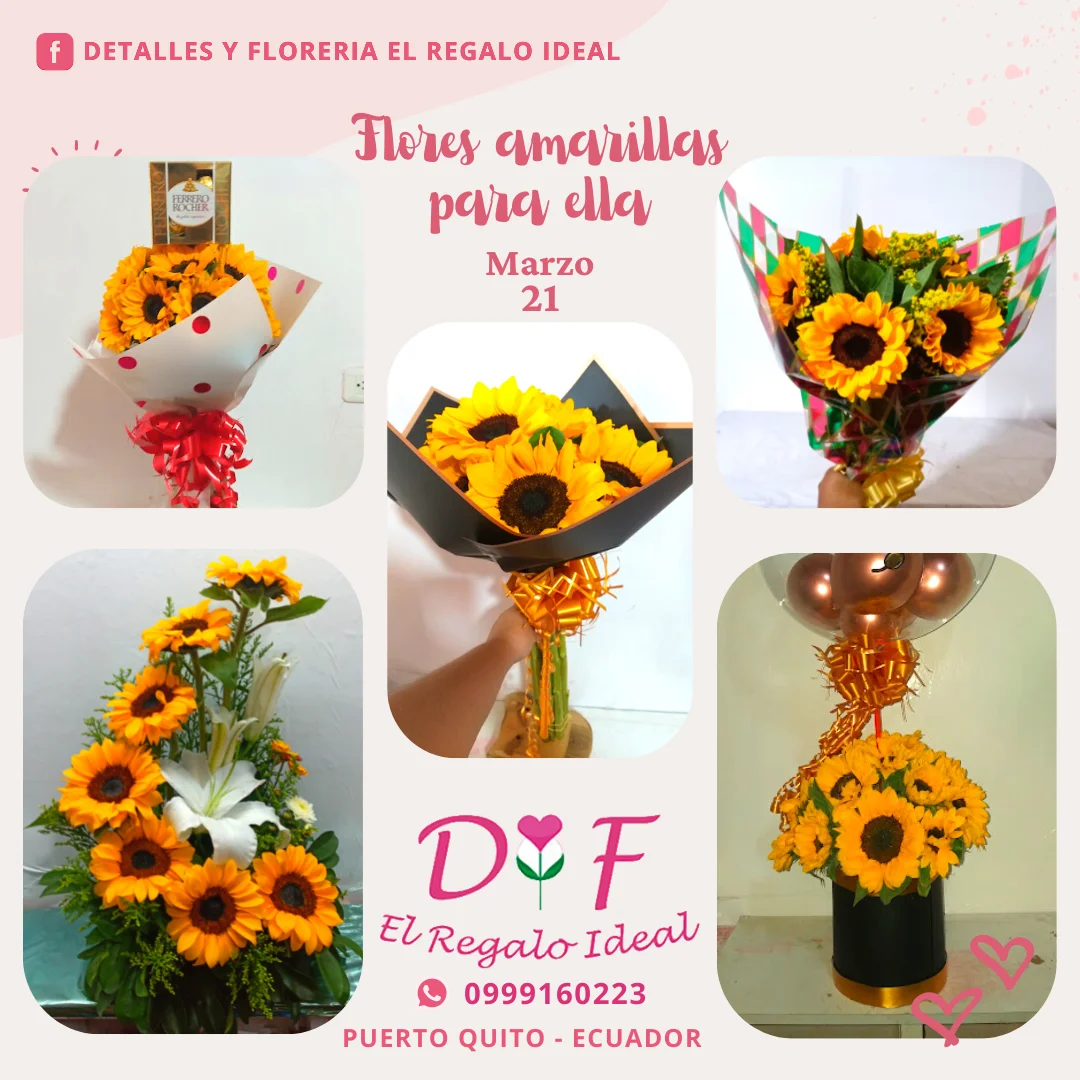 f DETALLES Y FLORERIA EL REGALO IDEAL
Flores amarillas
para ella
Marzo
21
FERRERO
ROCHER
D F
El Regalo Ideal
0999160223
PUERTO QUITO - ECUADOR